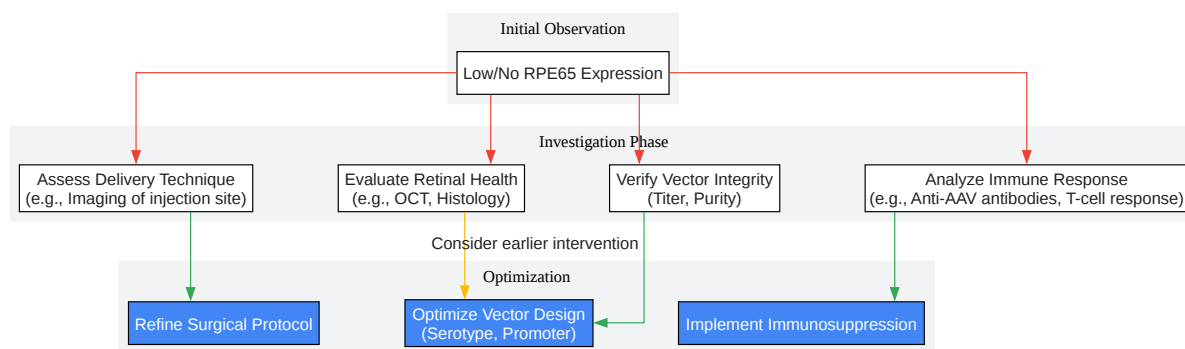 Initial Observation
Low/No RPE65 Expression
Investigation Phase
Assess Delivery Technique
(e.g., Imaging of injection site)
Evaluate Retinal Health
(e.g., OCT, Histology)
Verify Vector Integrity
(Titer, Purity)
Analyze Immune Response
(e.g., Anti-AAV antibodies, T-cell response)
Consider earlier intervention
Optimization
Refine Surgical Protocol
Optimize Vector Design
(Serotype, Promoter)
Implement Immunosuppression